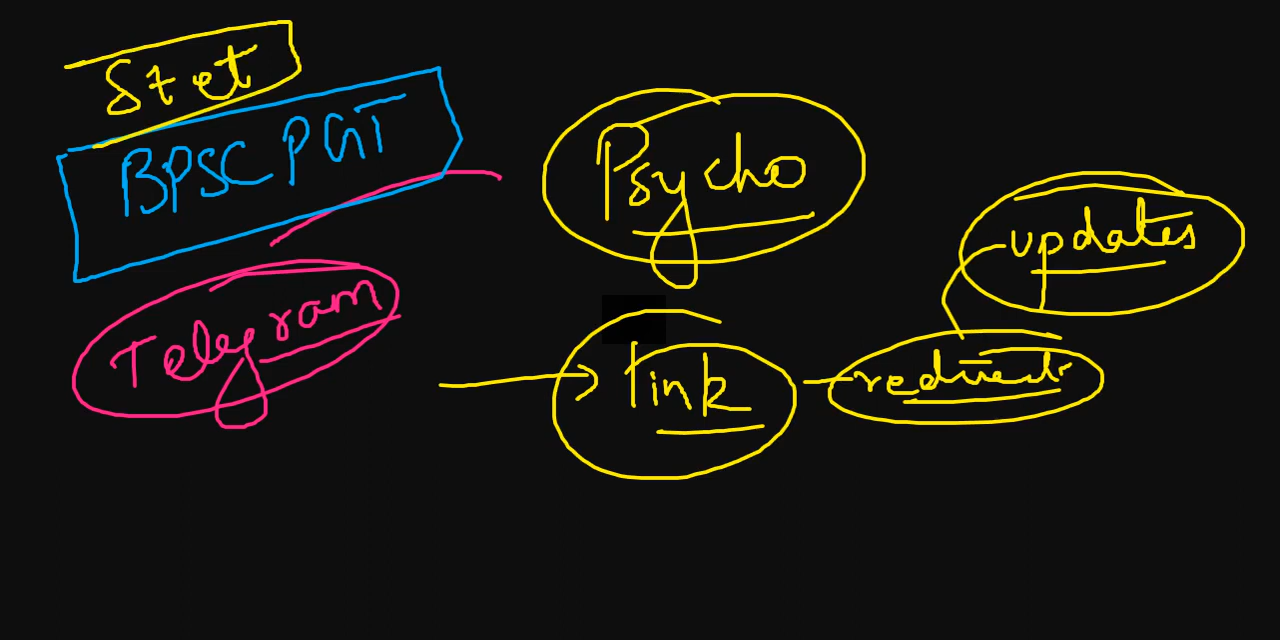 Stet
BPSC PGT
Psycho
updates
Telegram
link
redirect